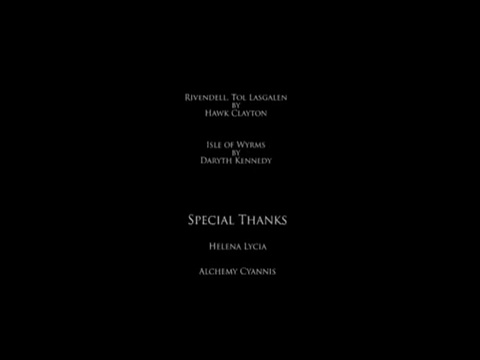 Rivendell, Tol Lasgalen
by
Hawk Clayton
Isle of Wyrms
by
Daryth Kennedy
Special Thanks
Helena Lycia
Alchemy Cyannis